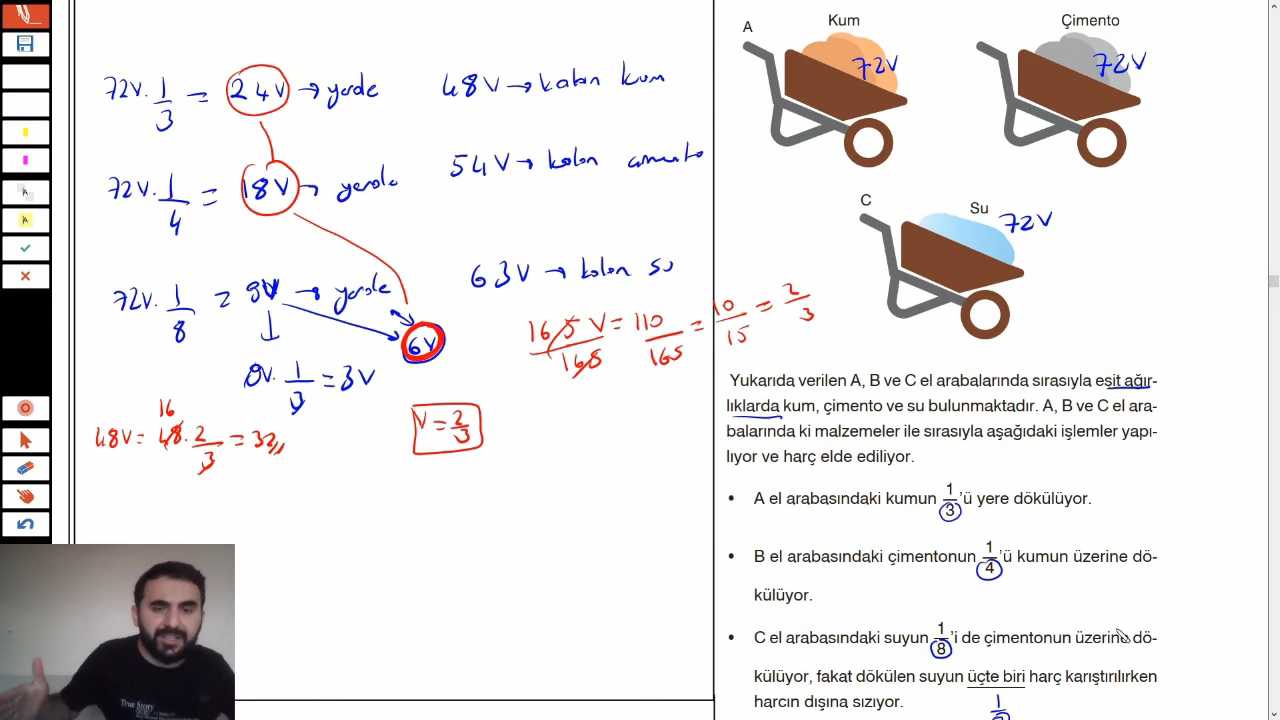 72V. 1/3 = 24V → yerde
48V → kalan kum
72V. 1/4 = 18V → yerde
54V → kalan çimento
72V. 1/8 = 9V → yerde
63V → kalan su
6V
9V. 1/3 = 3V
165V/165 = 110/165 = 10/15 = 2/3
16
48V = 48. 2/3 = 32
V = 2/3
A
Kum
72V
Çimento
72V
C
Su
72V
Yukarıda verilen A, B ve C el arabalarında sırasıyla eşit ağır-
lıklarda kum, çimento ve su bulunmaktadır. A, B ve C el ara-
balarında ki malzemeler ile sırasıyla aşağıdaki işlemler yapı-
lıyor ve harç elde ediliyor.
• A el arabasındaki kumun 1/3'ü yere dökülüyor.
• B el arabasındaki çimentonun 1/4'ü kumun üzerine dö-
külüyor.
• C el arabasındaki suyun 1/8'i de çimentonun üzerine dö-
külüyor, fakat dökülen suyun üçte biri harç karıştırılırken
harcın dışına sızıyor.
True Story